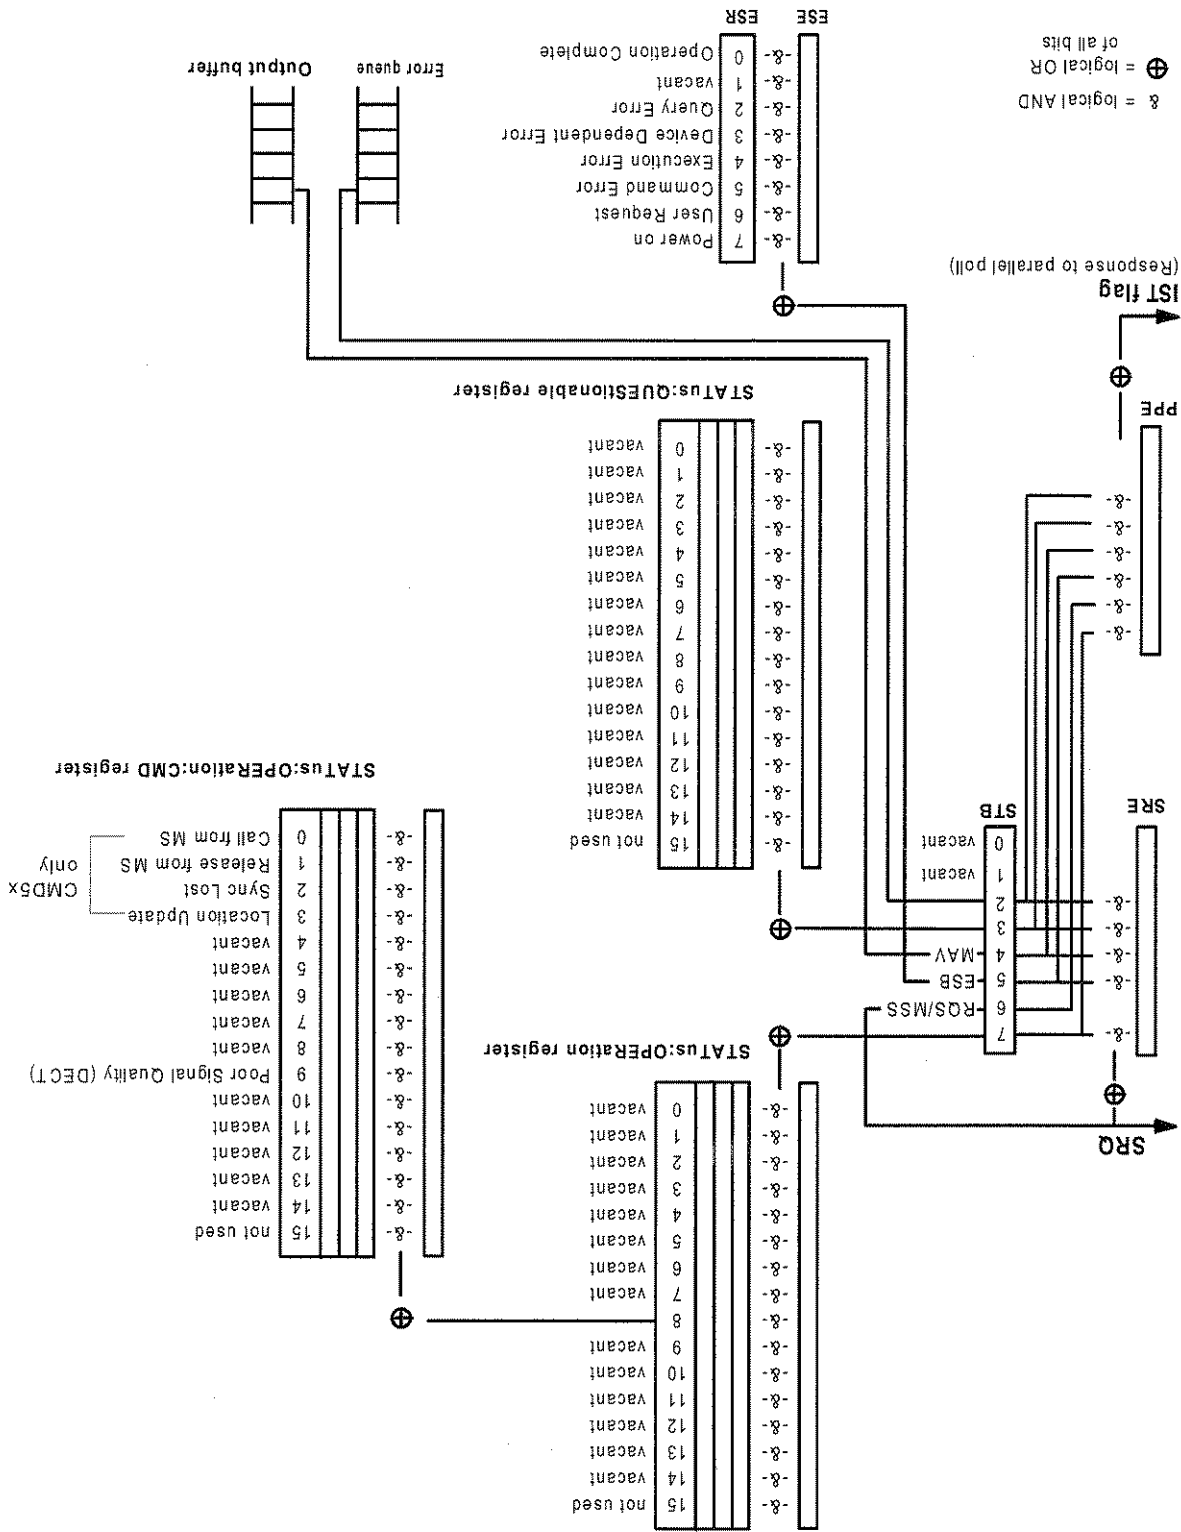 -&- 15 not used
-&- 14 vacant
-&- 13 vacant
-&- 12 vacant
-&- 11 vacant
-&- 10 vacant
-&- 9 vacant
-&- 8
-&- 7 vacant
-&- 6 vacant
-&- 5 vacant
-&- 4 vacant
-&- 3 vacant
-&- 2 vacant
-&- 1 vacant
-&- 0 vacant
STATus:OPERation register
-&- 15 not used
-&- 14 vacant
-&- 13 vacant
-&- 12 vacant
-&- 11 vacant
-&- 10 vacant
-&- 9 Poor Signal Quality (DECT)
-&- 8 vacant
-&- 7 vacant
-&- 6 vacant
-&- 5 vacant
-&- 4 vacant
-&- 3 Location Update
-&- 2 Sync Lost
-&- 1 Release from MS
-&- 0 Call from MS
CMD5x
only
STATus:OPERation:CMD register
SRQ
-&- 7
6 RQS/MSS
-&- 5 ESB
-&- 4 MAV
-&- 3
-&- 2
1 vacant
0 vacant
SRE STB
-&- 15 not used
-&- 14 vacant
-&- 13 vacant
-&- 12 vacant
-&- 11 vacant
-&- 10 vacant
-&- 9 vacant
-&- 8 vacant
-&- 7 vacant
-&- 6 vacant
-&- 5 vacant
-&- 4 vacant
-&- 3 vacant
-&- 2 vacant
-&- 1 vacant
-&- 0 vacant
STATus:QUEStionable register
-&-
-&-
-&-
-&-
-&-
-&-
PPE
IST flag
(Response to parallel poll)
-&- 7 Power on
-&- 6 User Request
-&- 5 Command Error
-&- 4 Execution Error
-&- 3 Device Dependent Error
-&- 2 Query Error
-&- 1 vacant
-&- 0 Operation Complete
ESE ESR
Error queue
Output buffer
& = logical AND
⊕ = logical OR
of all bits